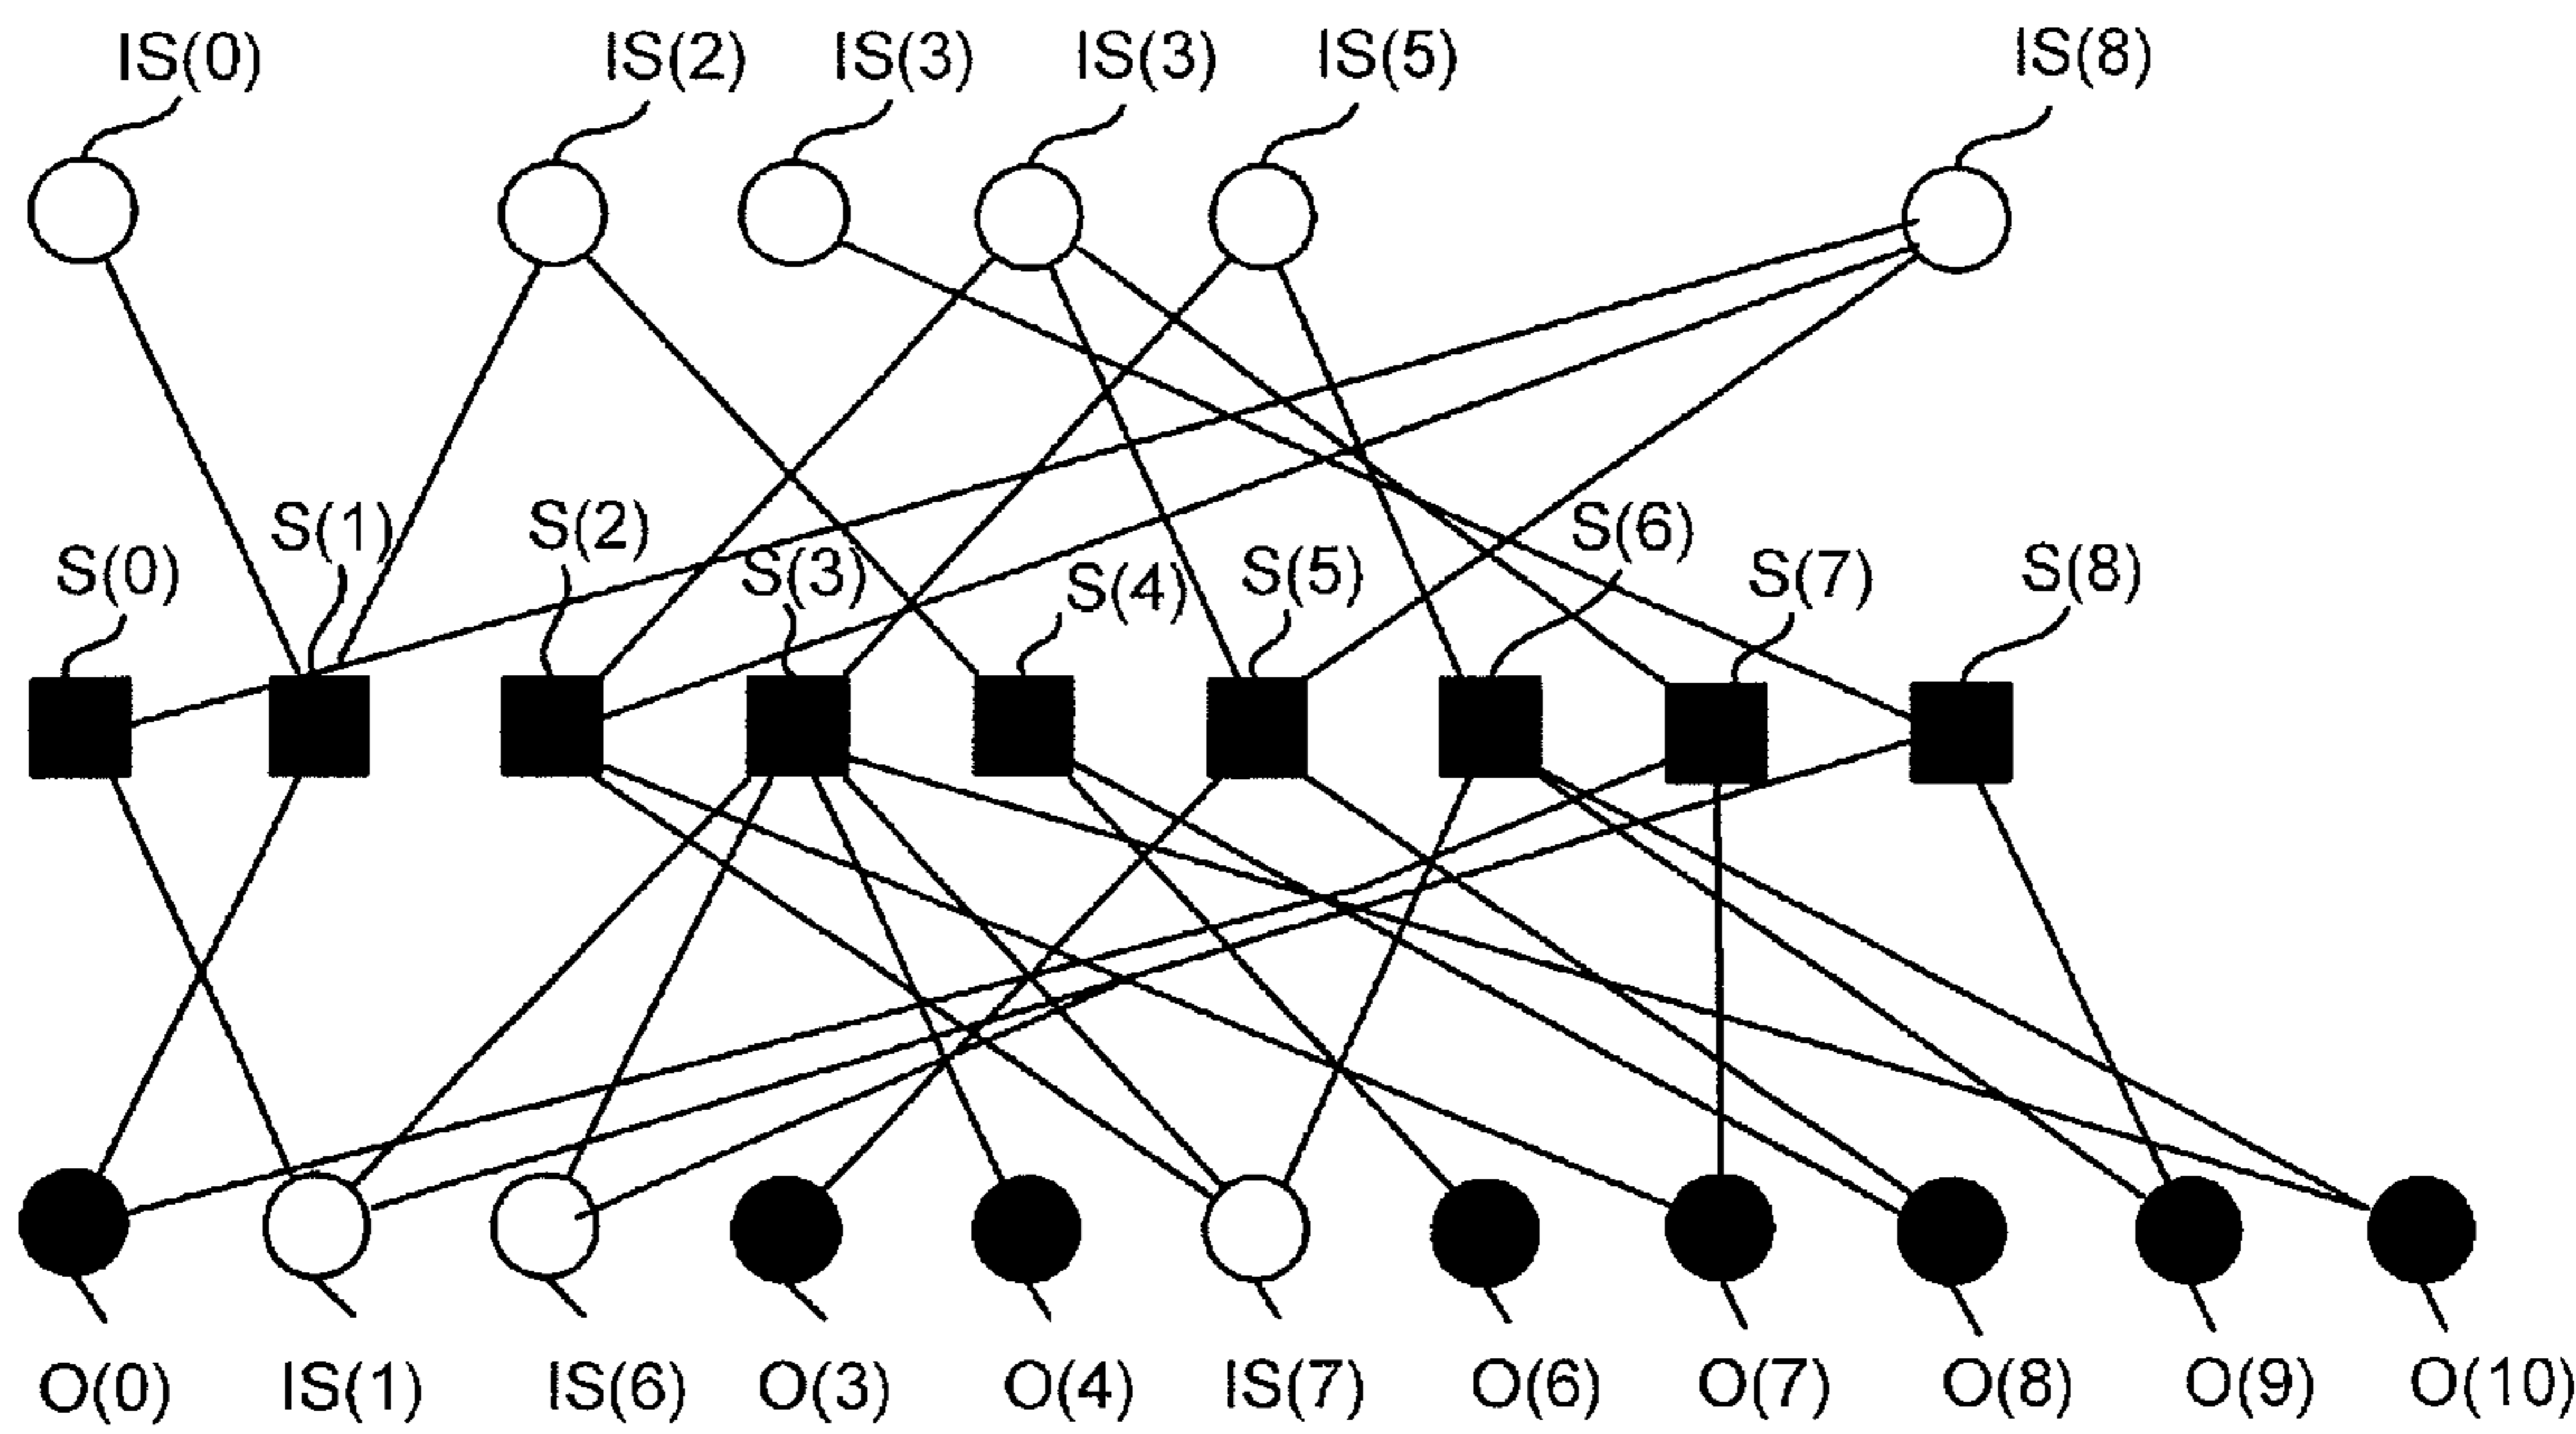 IS(0) IS(2) IS(3) IS(3) IS(5) IS(8)
S(0) S(1) S(2) S(3) S(4) S(5) S(6) S(7) S(8)
O(0) IS(1) IS(6) O(3) O(4) IS(7) O(6) O(7) O(8) O(9) O(10)